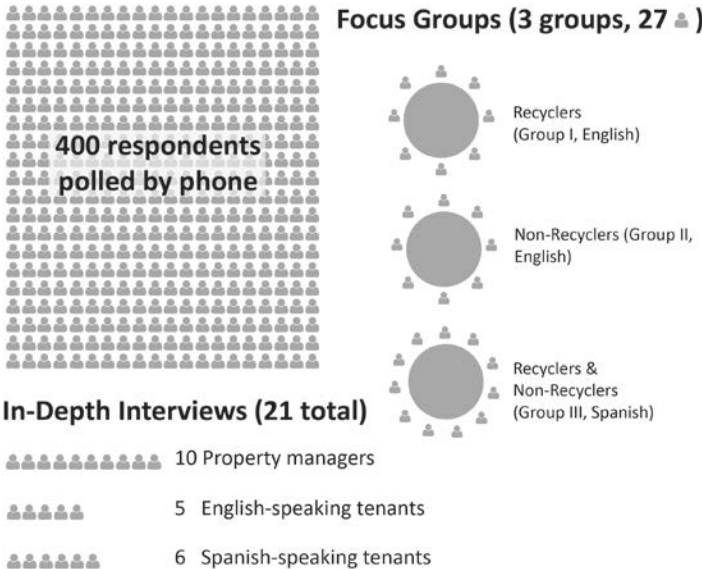 400 respondents
polled by phone
Focus Groups (3 groups, 27 )
Recyclers
(Group I, English)
Non-Recyclers (Group II,
English)
Recyclers &
Non-Recyclers
(Group III, Spanish)
In-Depth Interviews (21 total)
10 Property managers
5 English-speaking tenants
6 Spanish-speaking tenants